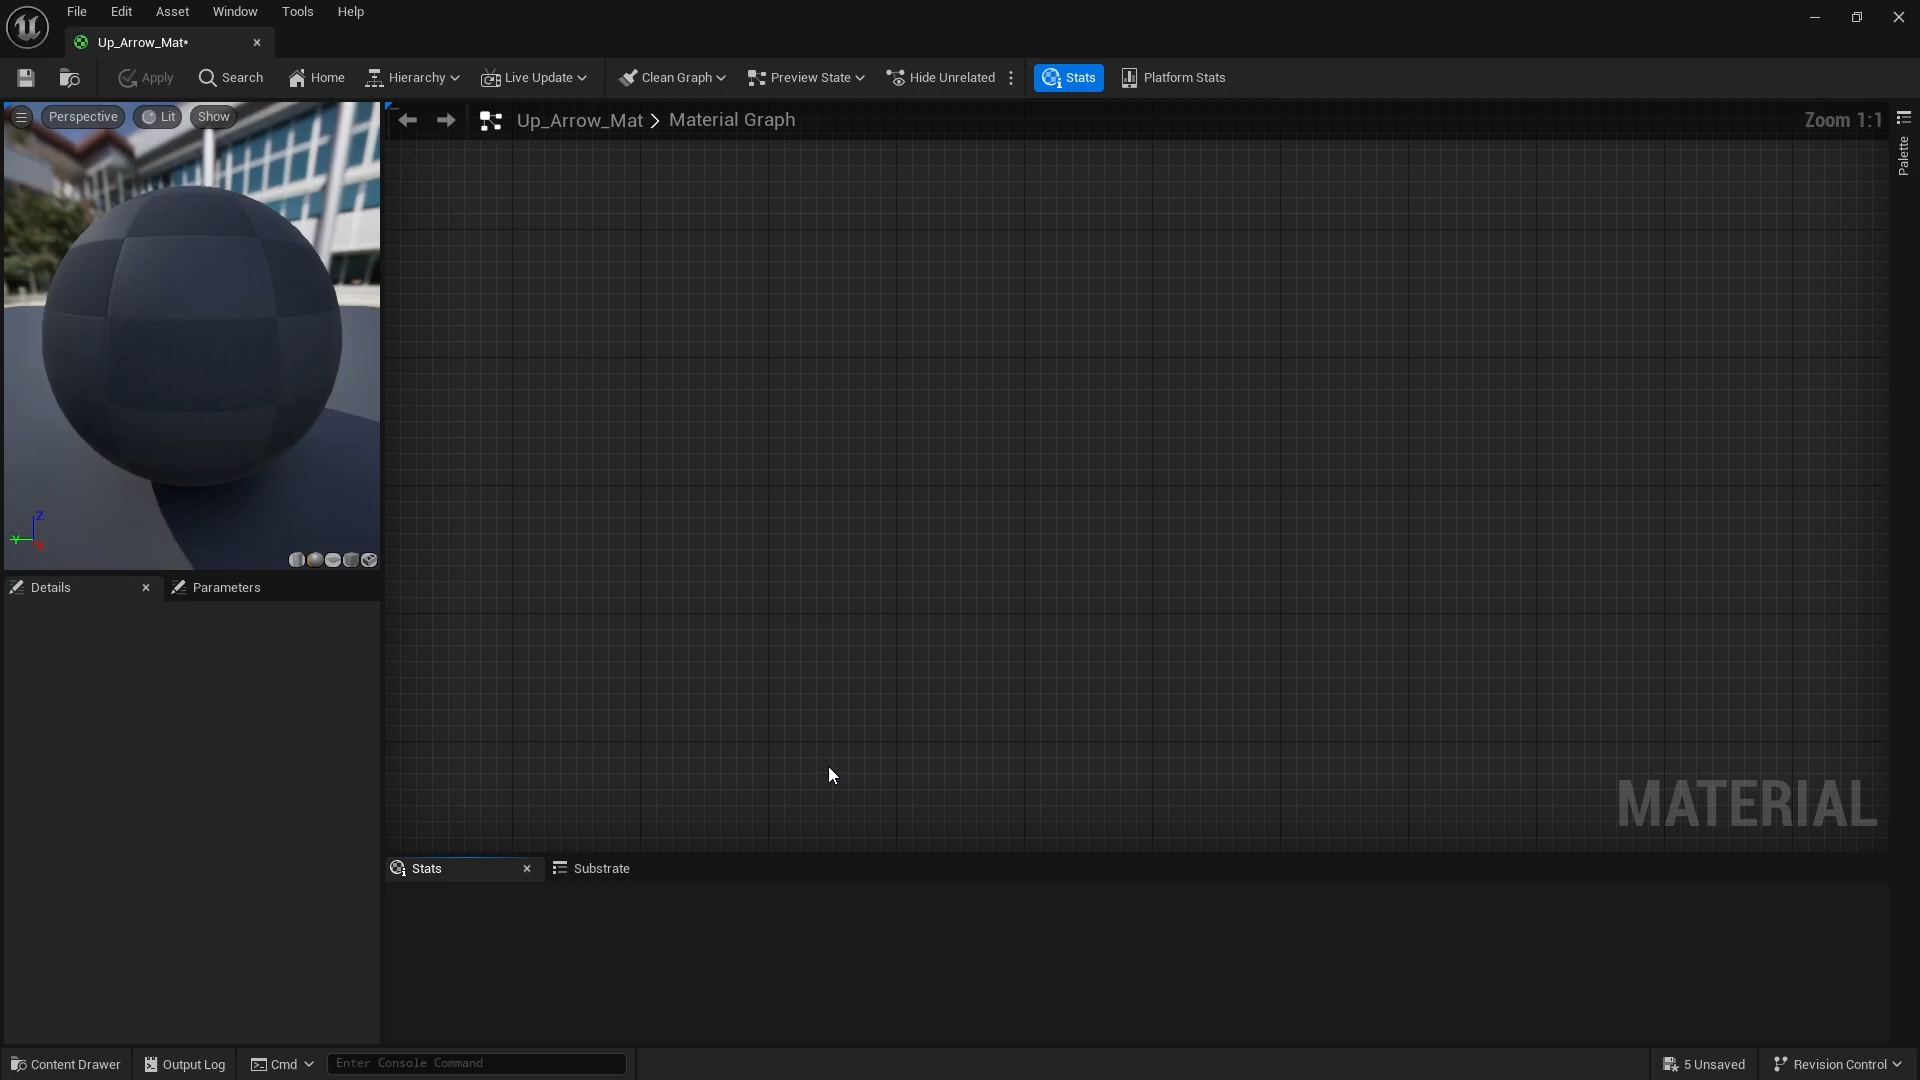 File Edit Asset Window Tools Help
Up_Arrow_Mat*
Apply Search Home Hierarchy Live Update Clean Graph Preview State Hide Unrelated Stats Platform Stats
Perspective Lit Show
Up_Arrow_Mat > Material Graph
Zoom 1:1
Palette
Z
Y
Details Parameters
MATERIAL
Stats Substrate
Content Drawer Output Log Cmd Enter Console Command 5 Unsaved Revision Control